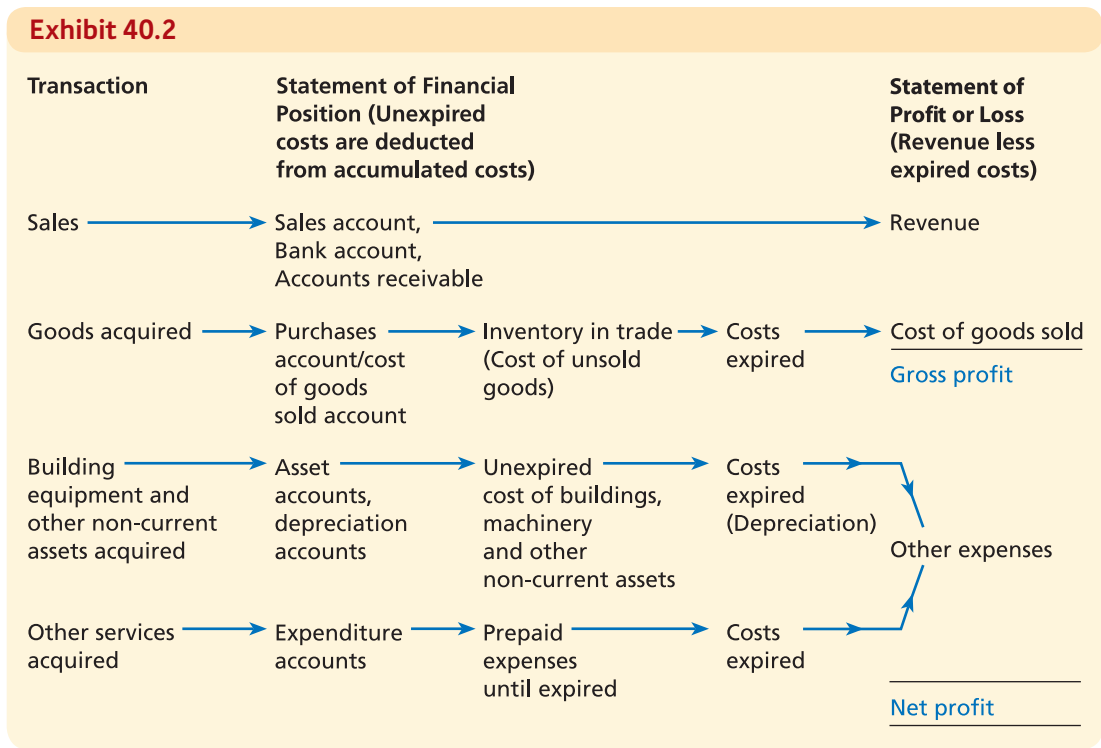 Exhibit 40.2
Transaction
Statement of Financial
Position (Unexpired
costs are deducted
from accumulated costs)
Statement of
Profit or Loss
(Revenue less
expired costs)
Sales
Sales account,
Bank account,
Accounts receivable
Revenue
Goods acquired
Purchases
account/cost
of goods
sold account
Inventory in trade
(Cost of unsold
goods)
Costs
expired
Cost of goods sold
Gross profit
Building
equipment and
other non-current
assets acquired
Asset
accounts,
depreciation
accounts
Unexpired
cost of buildings,
machinery
and other
non-current assets
Costs
expired
(Depreciation)
Other expenses
Other services
acquired
Expenditure
accounts
Prepaid
expenses
until expired
Costs
expired
Net profit